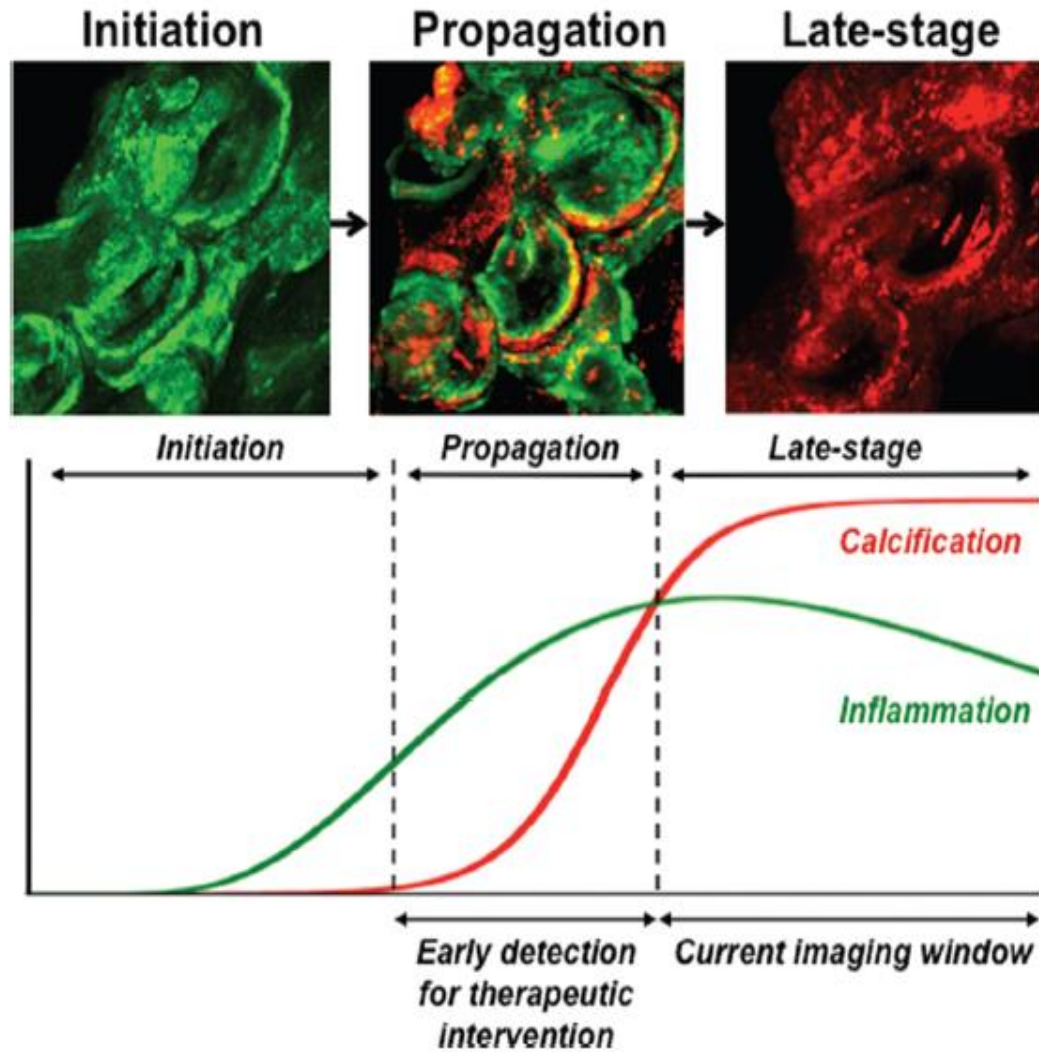 Initiation Propagation Late-stage
Initiation Propagation Late-stage
Calcification
Inflammation
Early detection
for therapeutic
intervention
Current imaging window